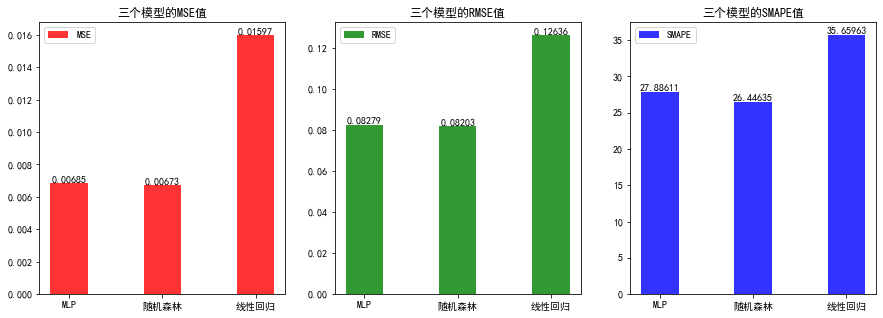 三个模型的MSE值
MSE
0.016
0.014
0.012
0.010
0.008
0.006
0.004
0.002
0.000
0.00685
0.00673
0.01597
MLP
随机森林
线性回归
三个模型的RMSE值
RMSE
0.12
0.10
0.08
0.06
0.04
0.02
0.00
0.08279
0.08203
0.12636
MLP
随机森林
线性回归
三个模型的SMAPE值
SMAPE
35
30
25
20
15
10
5
0
27.88611
26.44635
35.65963
MLP
随机森林
线性回归